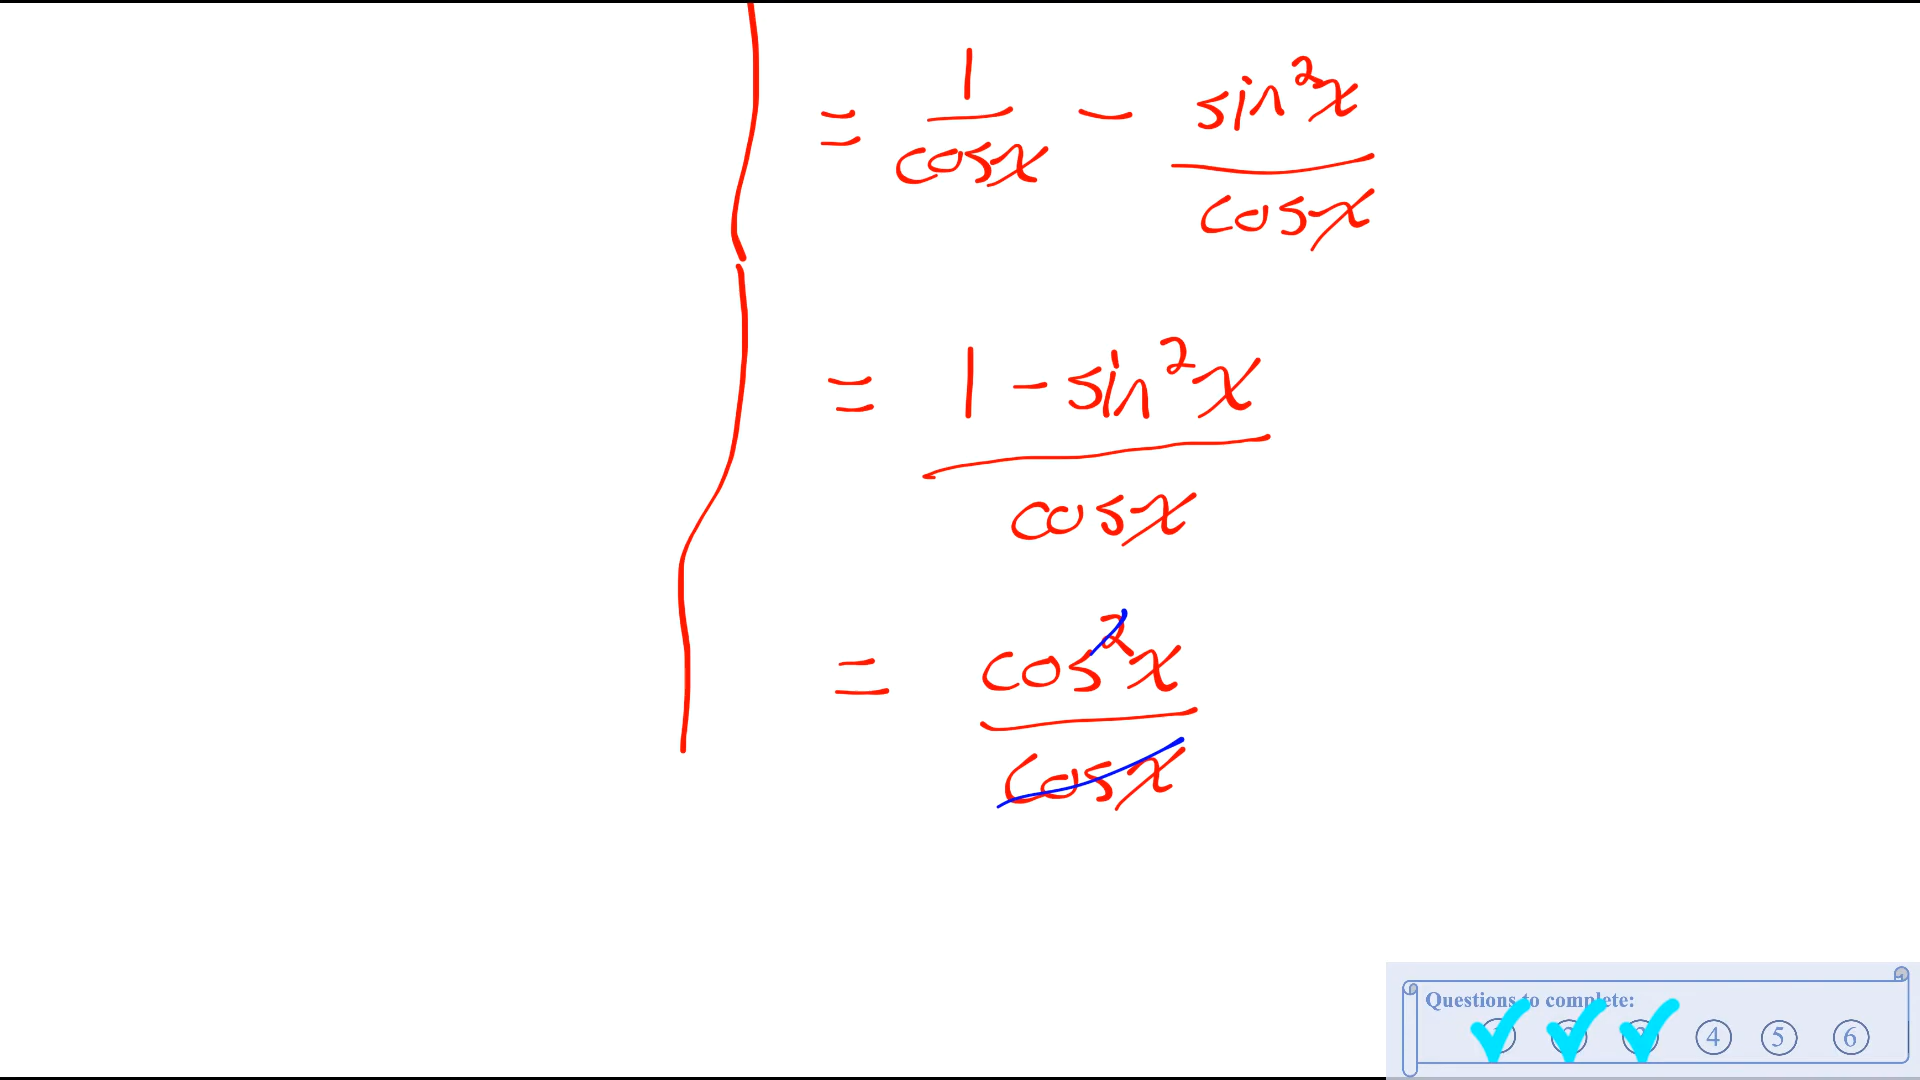 = 1/cosx - sin²x/cosx
= 1 - sin²x/cosx
= cos²x/cosx
Questions to complete:
4 5 6